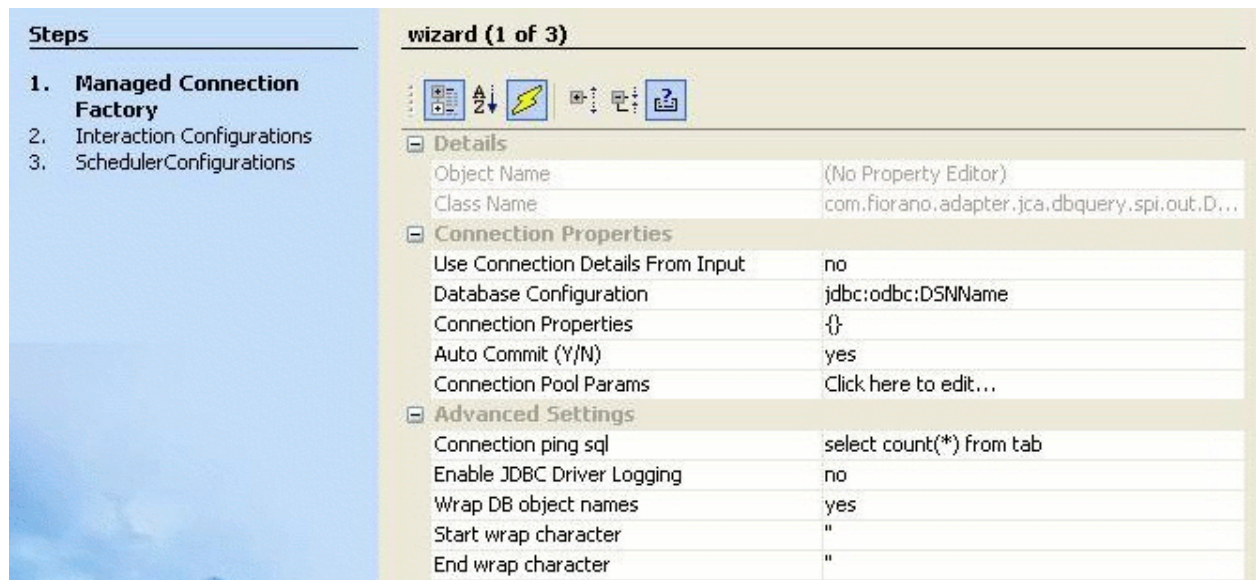 Steps
1. Managed Connection
Factory
2. Interaction Configurations
3. SchedulerConfigurations
wizard (1 of 3)
Details
Object Name (No Property Editor)
Class Name com.fiorano.adapter.jca.dbquery.spi.out.D...
Connection Properties
Use Connection Details From Input no
Database Configuration jdbc:odbc:DSNName
Connection Properties {}
Auto Commit (Y/N) yes
Connection Pool Params Click here to edit...
Advanced Settings
Connection ping sql select count(*) from tab
Enable JDBC Driver Logging no
Wrap DB object names yes
Start wrap character "
End wrap character "